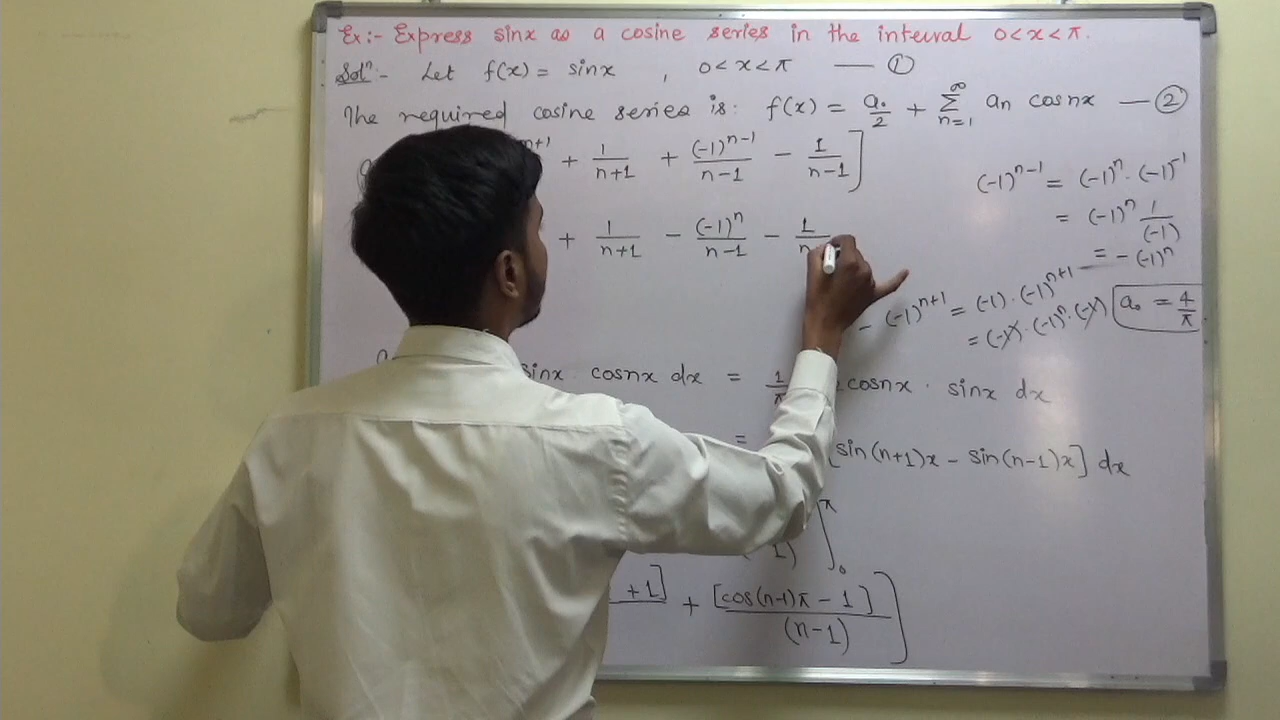 Ex:- Express sinx as a cosine series in the interval 0<x<π.
Solⁿ:- Let f(x) = sinx , 0<x<π — ①
The required cosine series is: f(x) = a₀/2 + ∑_{n=1}^{∞} an cosnx — ②
+ 1/(n+1) + (-1)^{n-1}/(n-1) - 1/(n-1) ]
(-1)^{n-1} = (-1)^n · (-1)^{-1}
= (-1)^n 1/(-1)
= -(-1)^n
+ 1/(n+1) - (-1)^n/(n-1) - 1/
- (-1)^{n+1} = (-1) · (-1)^{n+1}
= (-1) · (-1)^n · (-1)
a₀ = 4/π
sinx cosnx dx = 1/π cosnx · sinx dx
= [sin(n+1)x - sin(n-1)x] dx
1) ]_0^π
+1] + [cos(n-1)π - 1]/(n-1) ]